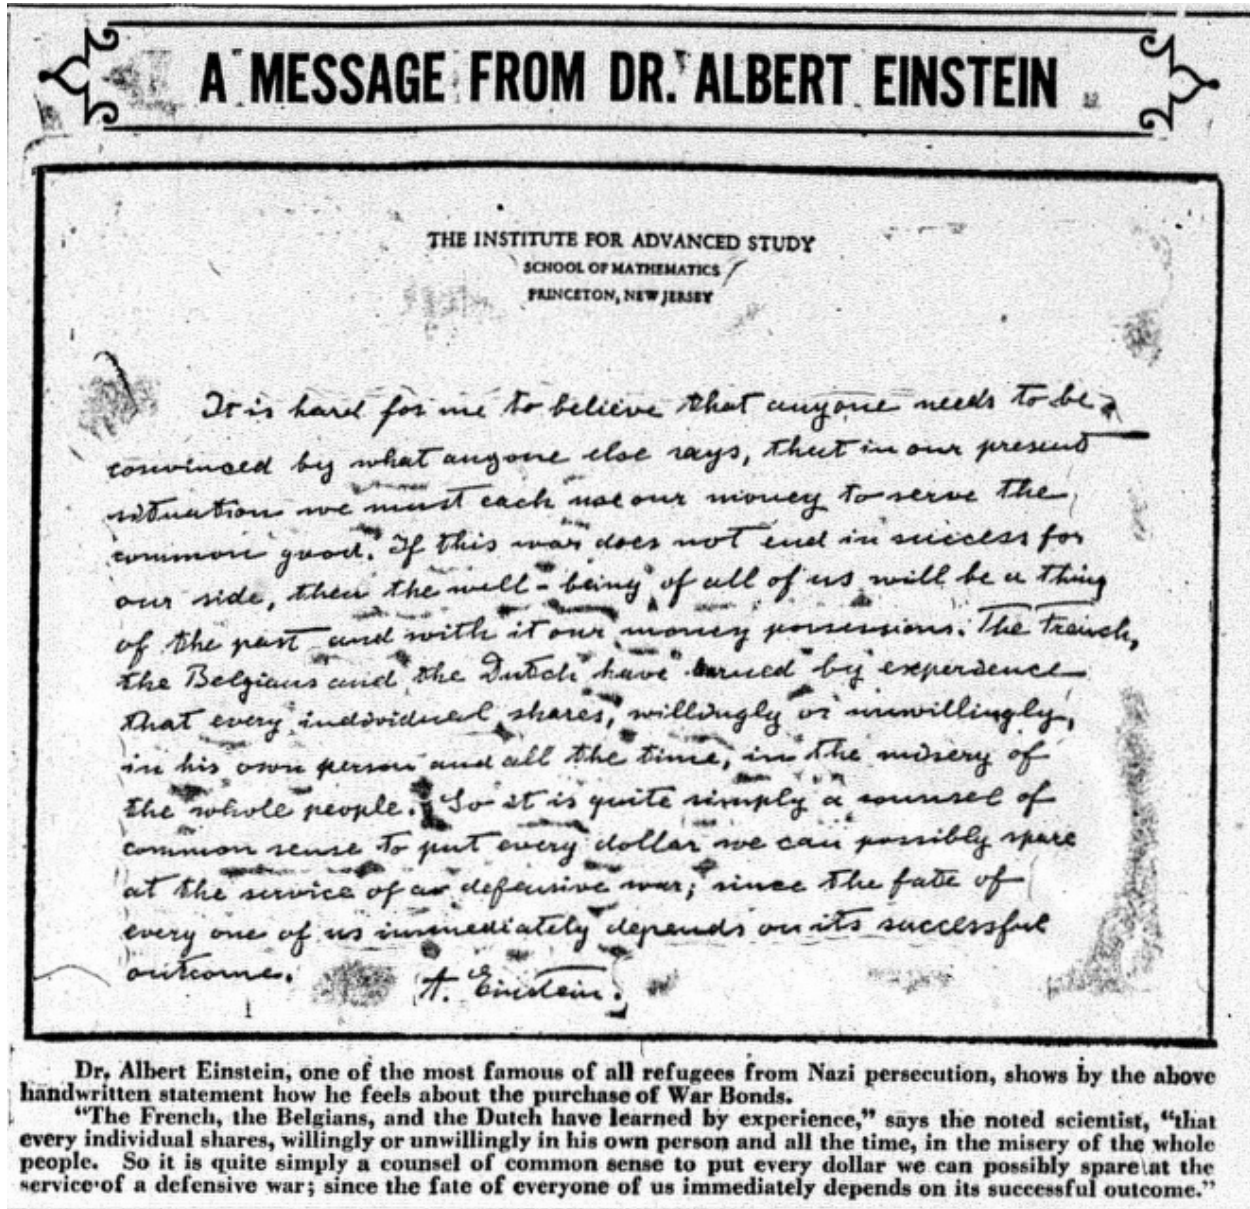 A MESSAGE FROM DR. ALBERT EINSTEIN
THE INSTITUTE FOR ADVANCED STUDY
SCHOOL OF MATHEMATICS
PRINCETON, NEW JERSEY
It is hard for me to believe that anyone needs to be
convinced by what anyone else says, that in our present
situation we must each use our money to serve the
common good. If this war does not end in success for
our side, then the well-being of all of us will be a thing
of the past and with it our money possessions. The French,
the Belgians and the Dutch have learned by experience
that every individual shares, willingly or unwillingly,
in his own person and all the time, in the misery of
the whole people. So it is quite simply a counsel of
common sense to put every dollar we can possibly spare
at the service of a defensive war; since the fate of
every one of us immediately depends on its successful
outcome.
A. Einstein.
Dr. Albert Einstein, one of the most famous of all refugees from Nazi persecution, shows by the above
handwritten statement how he feels about the purchase of War Bonds.
"The French, the Belgians, and the Dutch have learned by experience," says the noted scientist, "that
every individual shares, willingly or unwillingly in his own person and all the time, in the misery of the whole
people. So it is quite simply a counsel of common sense to put every dollar we can possibly spare at the
service of a defensive war; since the fate of everyone of us immediately depends on its successful outcome."